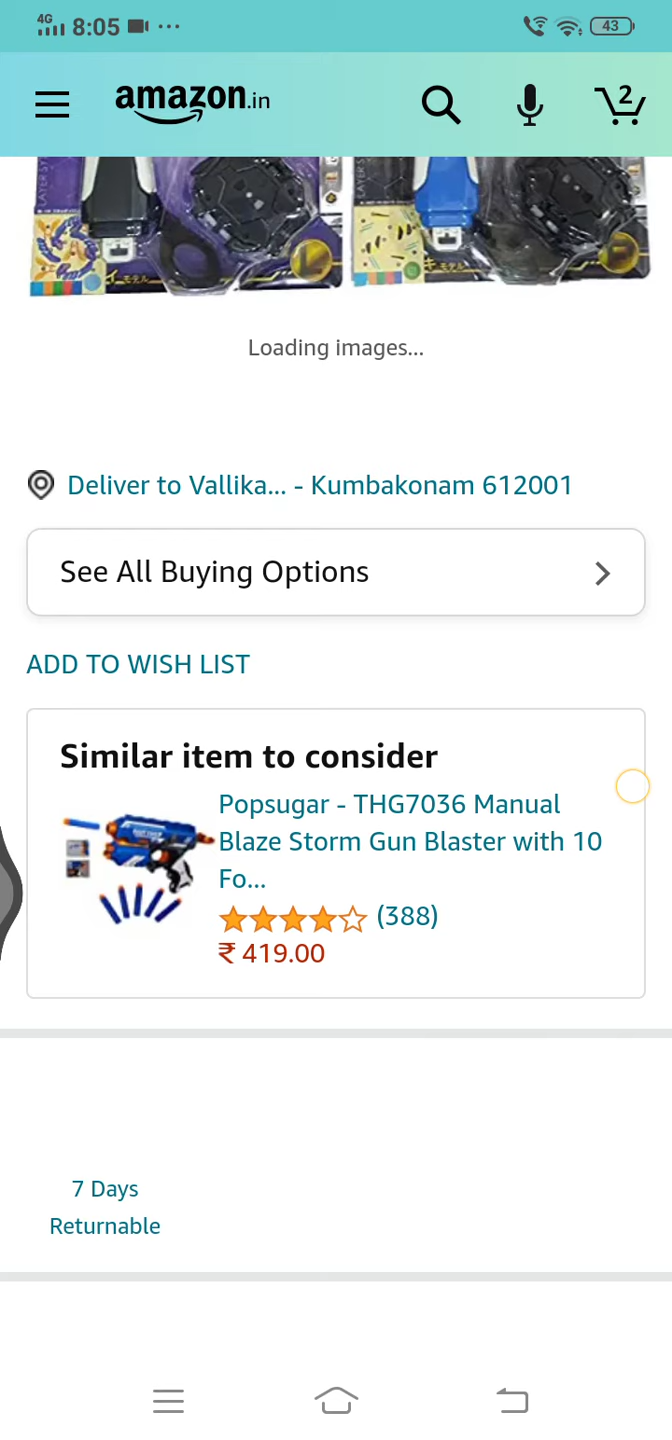 4G 8:05 43
amazon.in 2
Loading images...
Deliver to Vallika... - Kumbakonam 612001
See All Buying Options
ADD TO WISH LIST
Similar item to consider
Popsugar - THG7036 Manual
Blaze Storm Gun Blaster with 10
Fo...
(388)
₹ 419.00
7 Days
Returnable